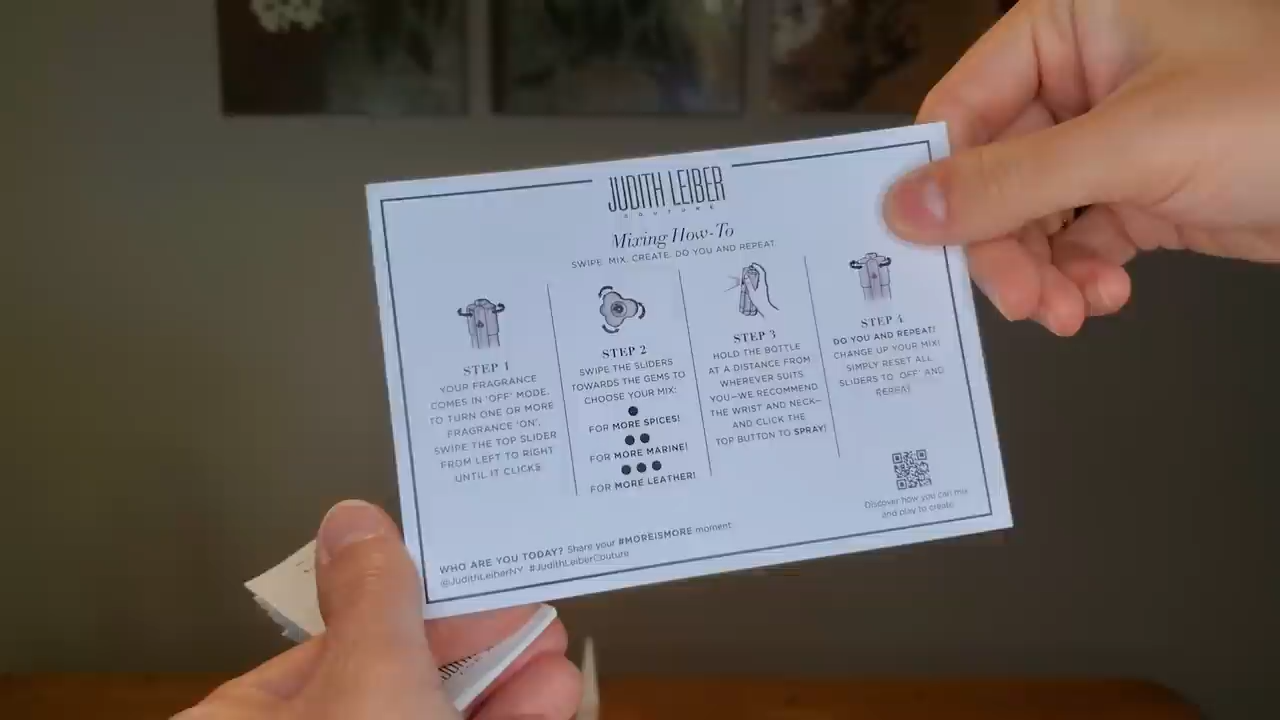 JUDITH LEIBER
COUTURE
Mixing How-To
SWIPE. MIX. CREATE. DO YOU AND REPEAT.
STEP 1
YOUR FRAGRANCE
COMES IN 'OFF' MODE.
TO TURN ONE OR MORE
FRAGRANCE 'ON',
SWIPE THE TOP SLIDER
FROM LEFT TO RIGHT
UNTIL IT CLICKS
STEP 2
SWIPE THE SLIDERS
TOWARDS THE GEMS TO
CHOOSE YOUR MIX:
FOR MORE SPICES!
FOR MORE MARINE!
FOR MORE LEATHER!
STEP 3
HOLD THE BOTTLE
AT A DISTANCE FROM
WHEREVER SUITS
YOU—WE RECOMMEND
THE WRIST AND NECK—
AND CLICK THE
TOP BUTTON TO SPRAY!
STEP 4
DO YOU AND REPEAT!
CHANGE UP YOUR MIX!
SIMPLY RESET ALL
SLIDERS TO 'OFF' AND
REPEAT.
Discover how you can mix
and play to create.
WHO ARE YOU TODAY? Share your #MOREISMORE moment
@JudithLeiberNY #JudithLeiberCouture